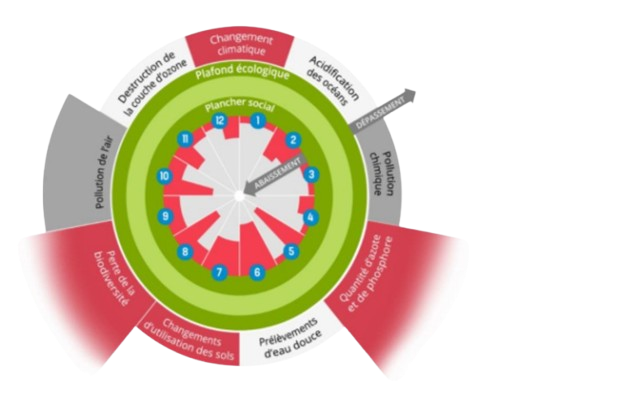 Changement
climatique
Acidification
des océans
DÉPASSEMENT
Pollution
chimique
Quantité d'azote
et de phosphore
Prélèvements
d'eau douce
Changements
d'utilisation des sols
Perte de la
biodiversité
Pollution de l'air
Destruction de
la couche d'ozone
Plafond écologique
Plancher social
ABAISSEMENT
1
2
3
4
5
6
7
8
9
10
11
12